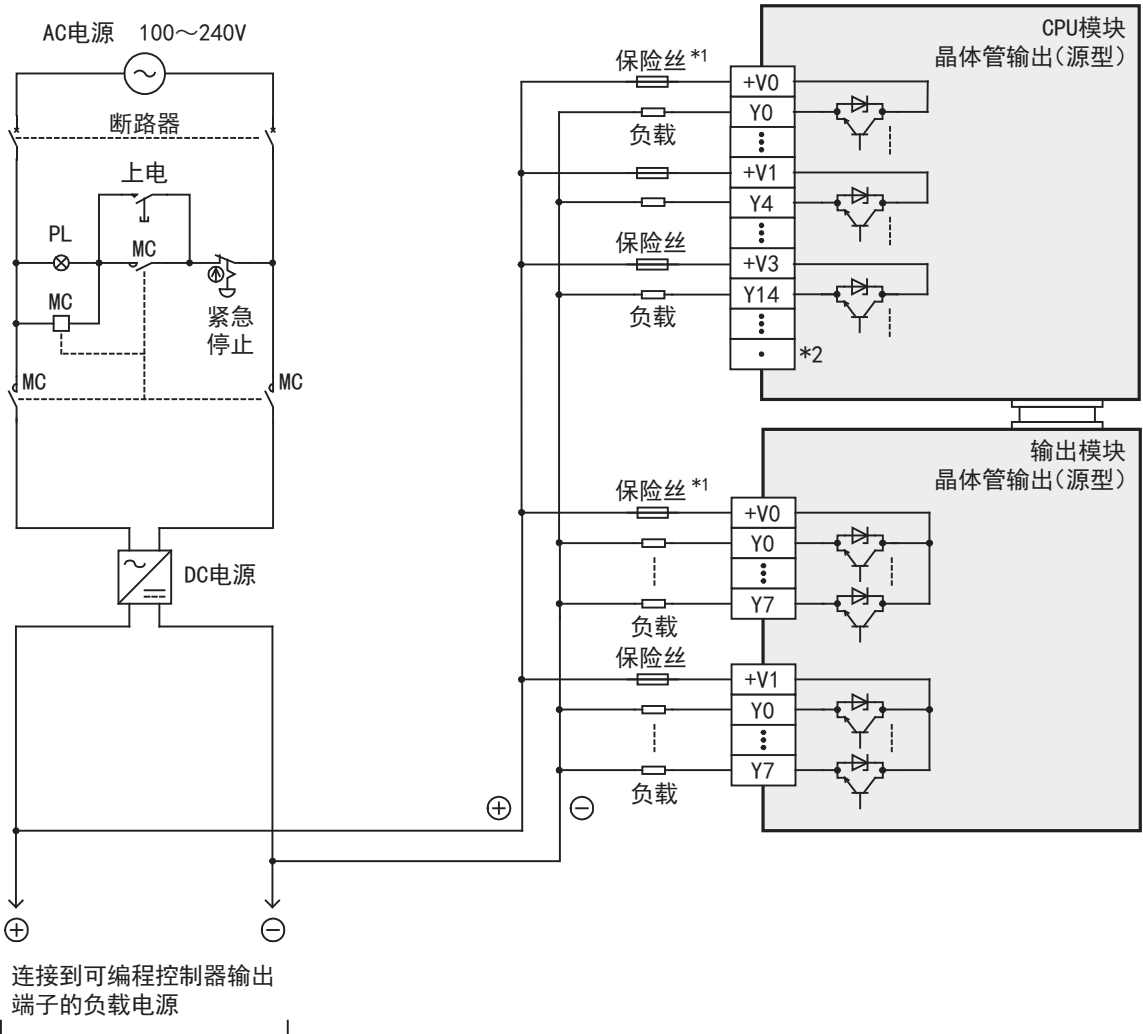 AC电源 100～240V
断路器
上电
PL
MC
MC
紧急
停止
MC
MC
DC电源
⊕
⊖
连接到可编程控制器输出
端子的负载电源
⊕
⊖
CPU模块
晶体管输出(源型)
保险丝*1
+V0
Y0
负载
+V1
Y4
保险丝
+V3
Y14
负载
*2
输出模块
晶体管输出(源型)
保险丝*1
+V0
Y0
Y7
负载
保险丝
+V1
Y0
Y7
负载